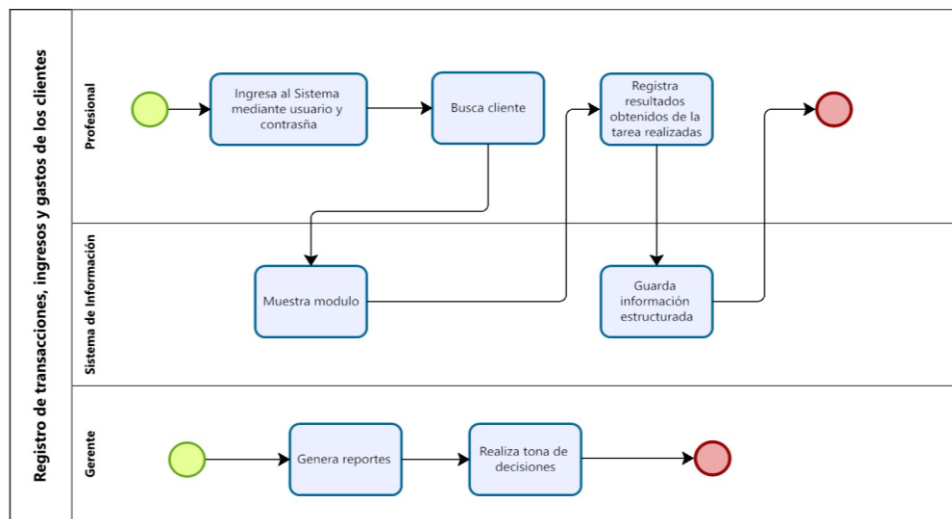 Registro de transacciones, ingresos y gastos de los clientes
Profesional
Ingresa al Sistema
mediante usuario y
contrasña
Busca cliente
Registra
resultados
obtenidos de la
tarea realizadas
Sistema de Información
Muestra modulo
Guarda
información
estructurada
Gerente
Genera reportes
Realiza tona de
decisiones